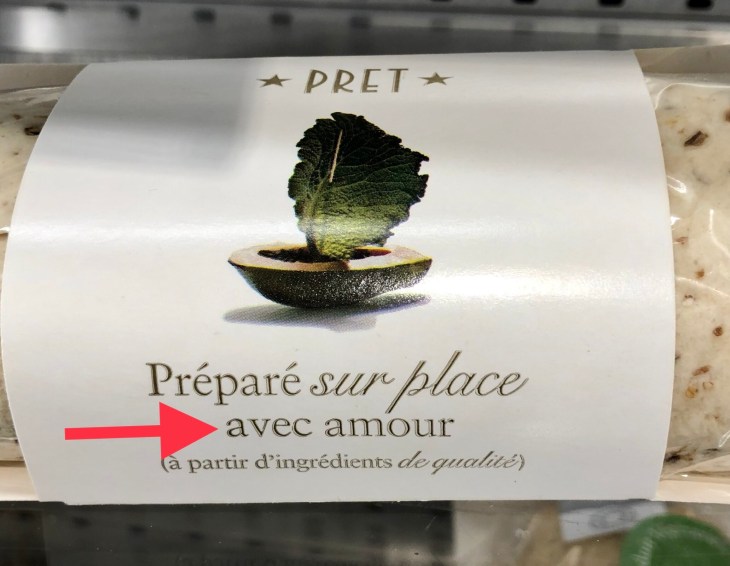 ★ PRET ★
Préparé sur place
avec amour
(à partir d'ingrédients de qualité)